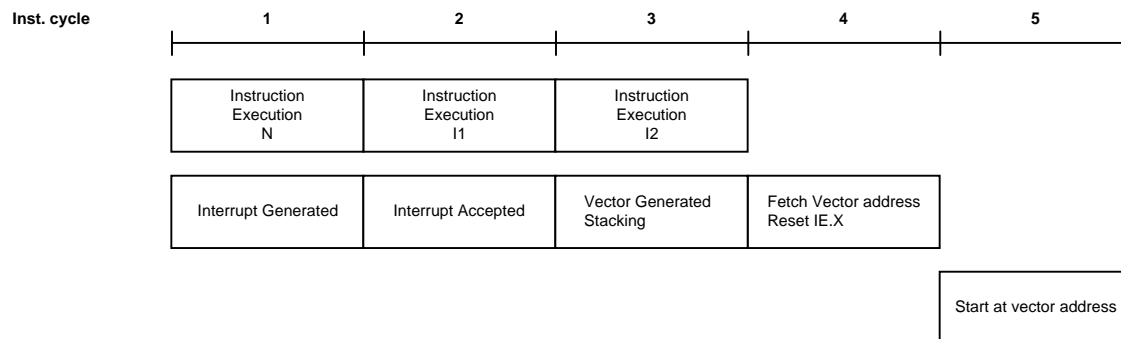 Inst. cycle 1 2 3 4 5
Instruction Instruction Instruction
Execution Execution Execution
N I1 I2
Interrupt Generated Interrupt Accepted Vector Generated Fetch Vector address
Stacking Reset IE.X
Start at vector address